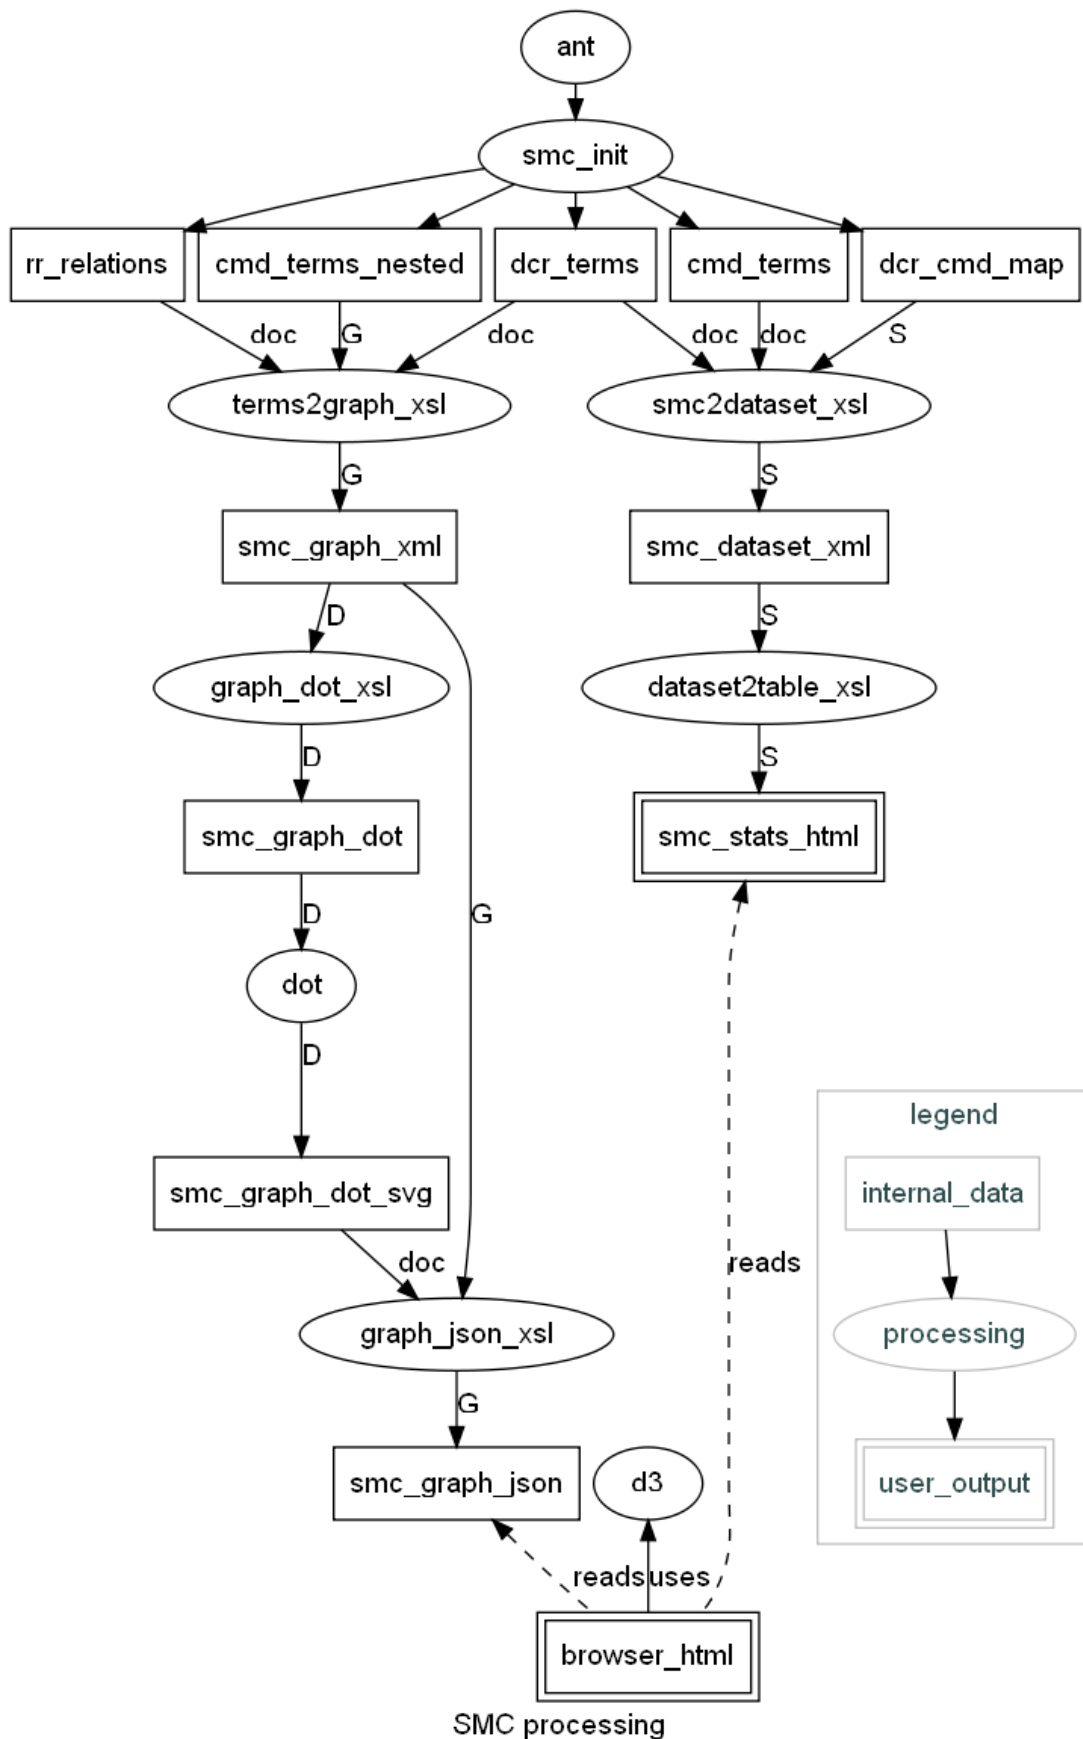 ant
smc_init
rr_relations
cmd_terms_nested
dcr_terms
cmd_terms
dcr_cmd_map
doc
G
doc
doc
doc
S
terms2graph_xsl
smc2dataset_xsl
G
S
smc_graph_xml
smc_dataset_xml
D
S
graph_dot_xsl
dataset2table_xsl
D
S
smc_graph_dot
smc_stats_html
D
G
dot
D
legend
smc_graph_dot_svg
internal_data
doc
reads
graph_json_xsl
processing
G
smc_graph_json
d3
user_output
reads
uses
browser_html
SMC processing